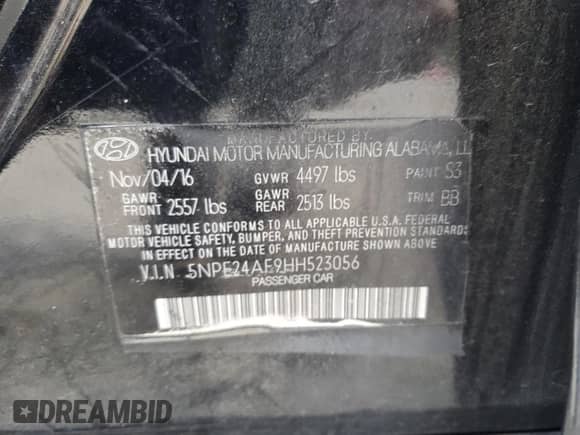 MANUFACTURED BY
HYUNDAI MOTOR MANUFACTURING ALABAMA, LL
Nov/04/16 GVWR 4497 lbs PAINT S3
GAWR FRONT 2557 lbs GAWR REAR 2513 lbs TRIM BB
THIS VEHICLE CONFORMS TO ALL APPLICABLE U.S.A. FEDERAL
MOTOR VEHICLE SAFETY, BUMPER, AND THEFT PREVENTION STANDARDS
IN EFFECT ON THE DATE OF MANUFACTURE SHOWN ABOVE.
V.I.N 5NPE24AF9HH523056
PASSENGER CAR
DREAMBID